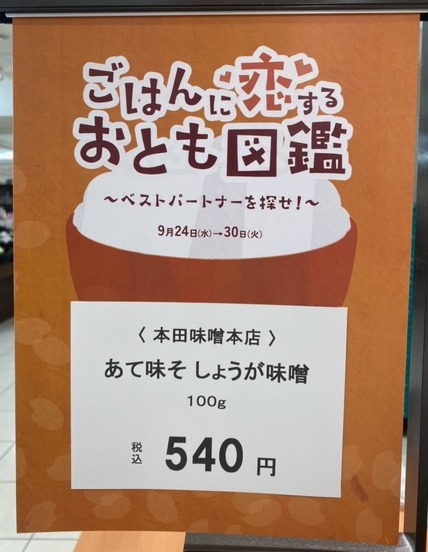 ごはんに恋する
おとも図鑑
～ベストパートナーを探せ！～
9月24日(水)→30日(火)
〈 本田味噌本店 〉
あて味そ しょうが味噌
100g
税込 540 円